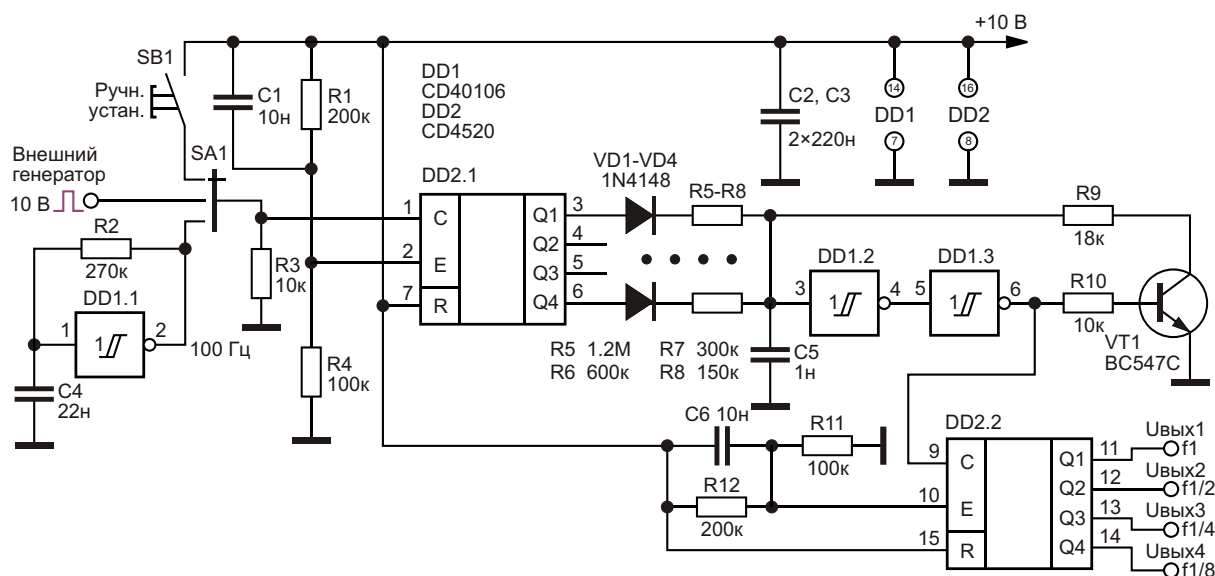 +10 В
SB1
Ручн.
устан.
C1
10н
R1
200к
DD1
CD40106
DD2
CD4520
C2, C3
2×220н
14
DD1
7
16
DD2
8
Внешний
генератор
10 В
SA1
R2
270к
DD1.1
1
1
2
100 Гц
C4
22н
R3
10к
R4
100к
DD2.1
1
C
2
E
7
R
Q1
3
Q2
4
Q3
5
Q4
6
VD1-VD4
1N4148
R5-R8
R5 1.2М
R6 600к
R7 300к
R8 150к
C5
1н
DD1.2
3
1
4
DD1.3
5
1
6
R9
18к
R10
10к
VT1
BC547C
C6 10н
R11
100к
R12
200к
DD2.2
9
C
10
E
15
R
Q1
11
Q2
12
Q3
13
Q4
14
Uвых1
f1
Uвых2
f1/2
Uвых3
f1/4
Uвых4
f1/8